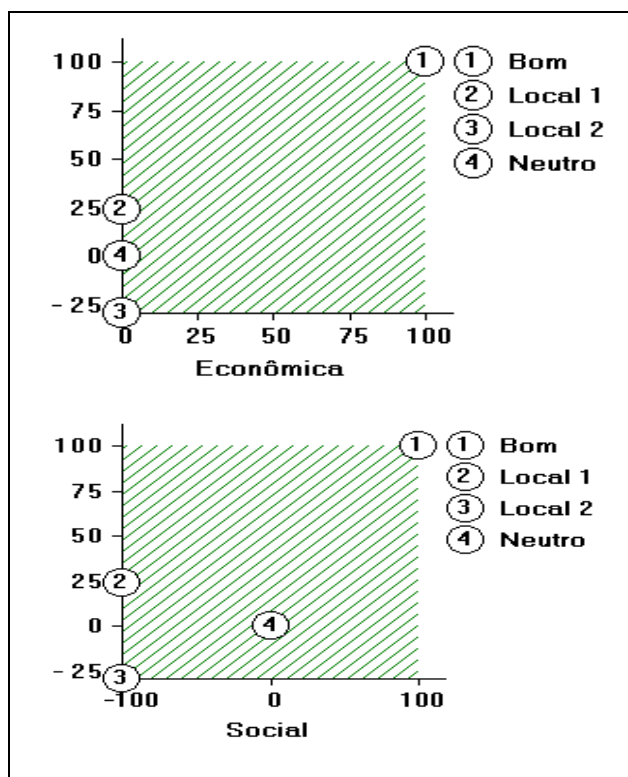 100 1 1 Bom
75 2 Local 1
3 Local 2
50 4 Neutro
25 2
0 4
-25 3
0 25 50 75 100
Econômica
100 1 1 Bom
75 2 Local 1
50 3 Local 2
4 Neutro
25 2
0 4
-25 3
-100 0 100
Social